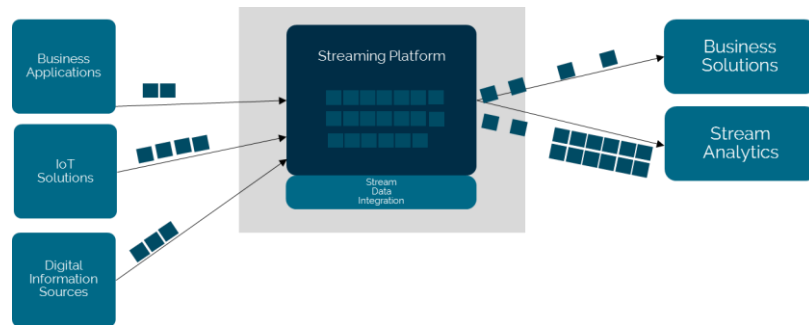 Business
Applications
IoT
Solutions
Digital
Information
Sources
Streaming Platform
Stream
Data
Integration
Business
Solutions
Stream
Analytics